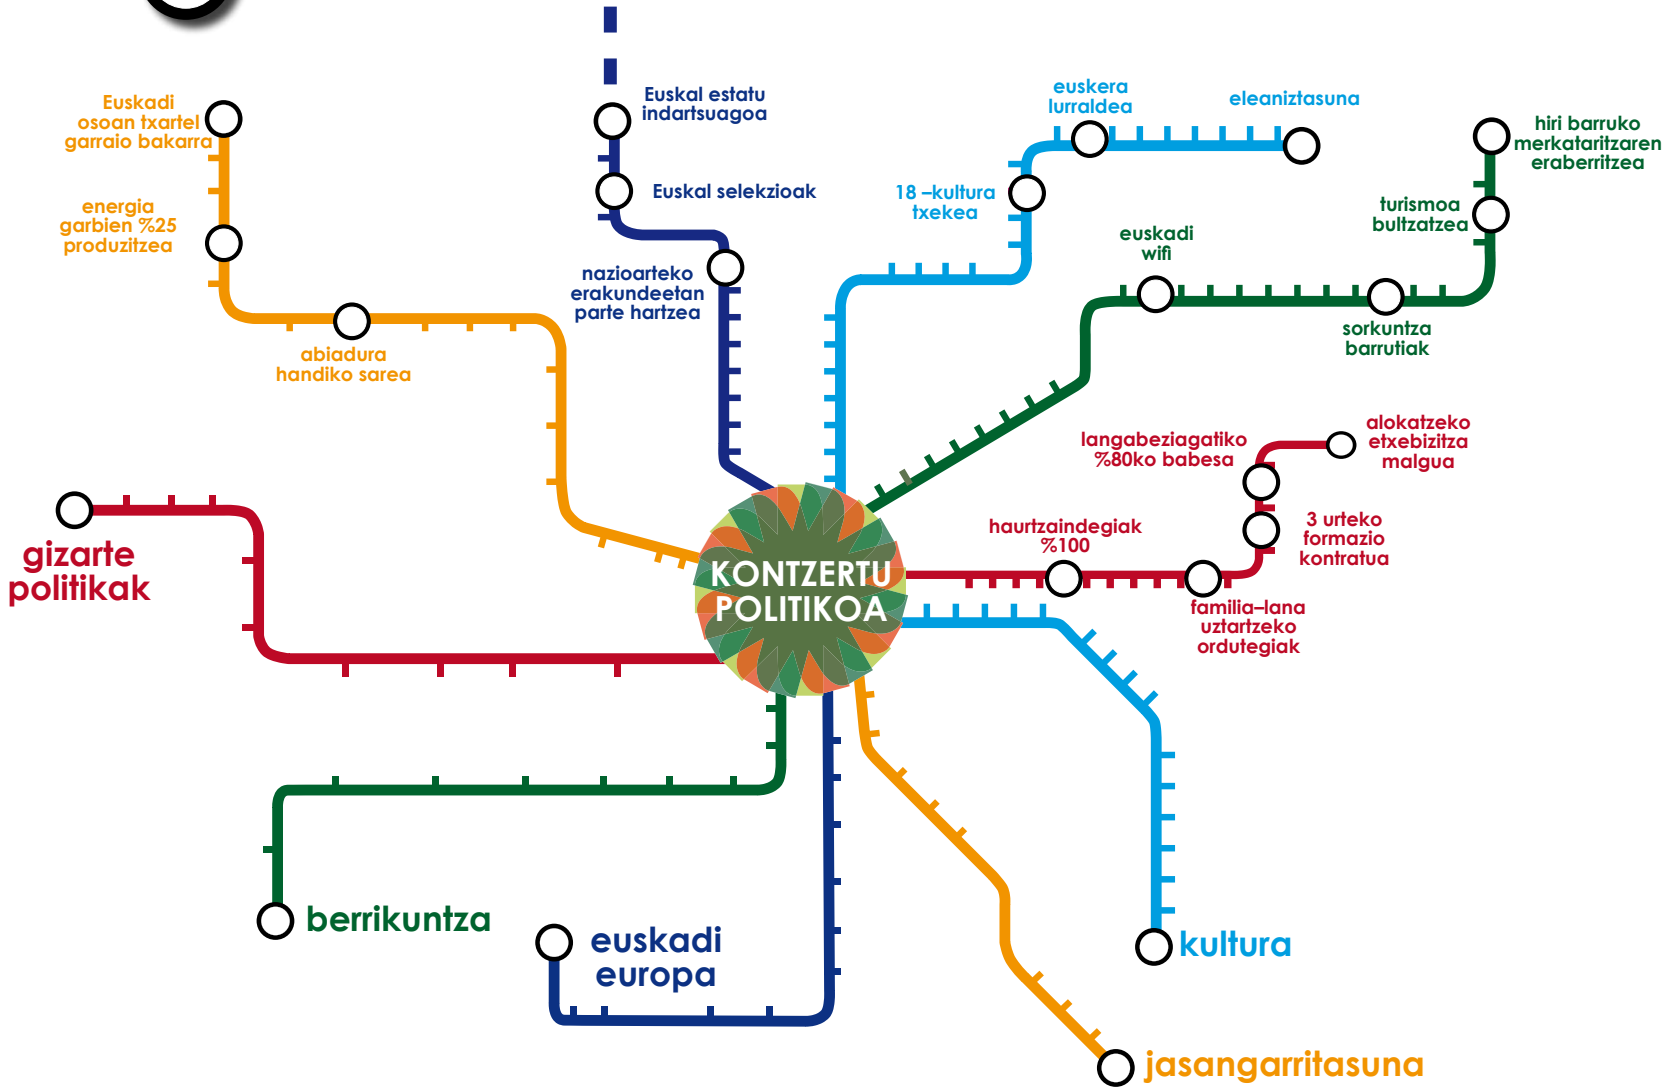 Euskadi
osoan txartel
garraio bakarra
energia
garbien %25
produzitzea
abiadura
handiko sarea
Euskal estatu
indartsuagoa
Euskal selekzioak
nazioarteko
erakundeetan
parte hartzea
euskera
lurraldea
eleaniztasuna
18 –kultura
txekea
hiri barruko
merkataritzaren
eraberritzea
turismoa
bultzatzea
euskadi
wifi
sorkuntza
barrutiak
alokatzeko
etxebizitza
malgua
langabeziagatiko
%80ko babesa
3 urteko
formazio
kontratua
haurtzaindegiak
%100
familia–lana
uztartzeko
ordutegiak
gizarte
politikak
KONTZERTU
POLITIKOA
berrikuntza
euskadi
europa
kultura
jasangarritasuna